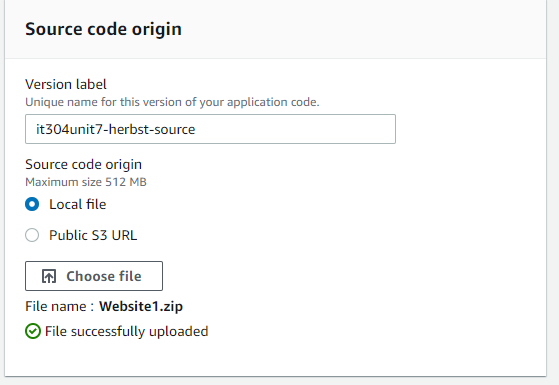 Source code origin
Version label
Unique name for this version of your application code.
it304unit7-herbst-source
Source code origin
Maximum size 512 MB
Local file
Public S3 URL
Choose file
File name : Website1.zip
File successfully uploaded